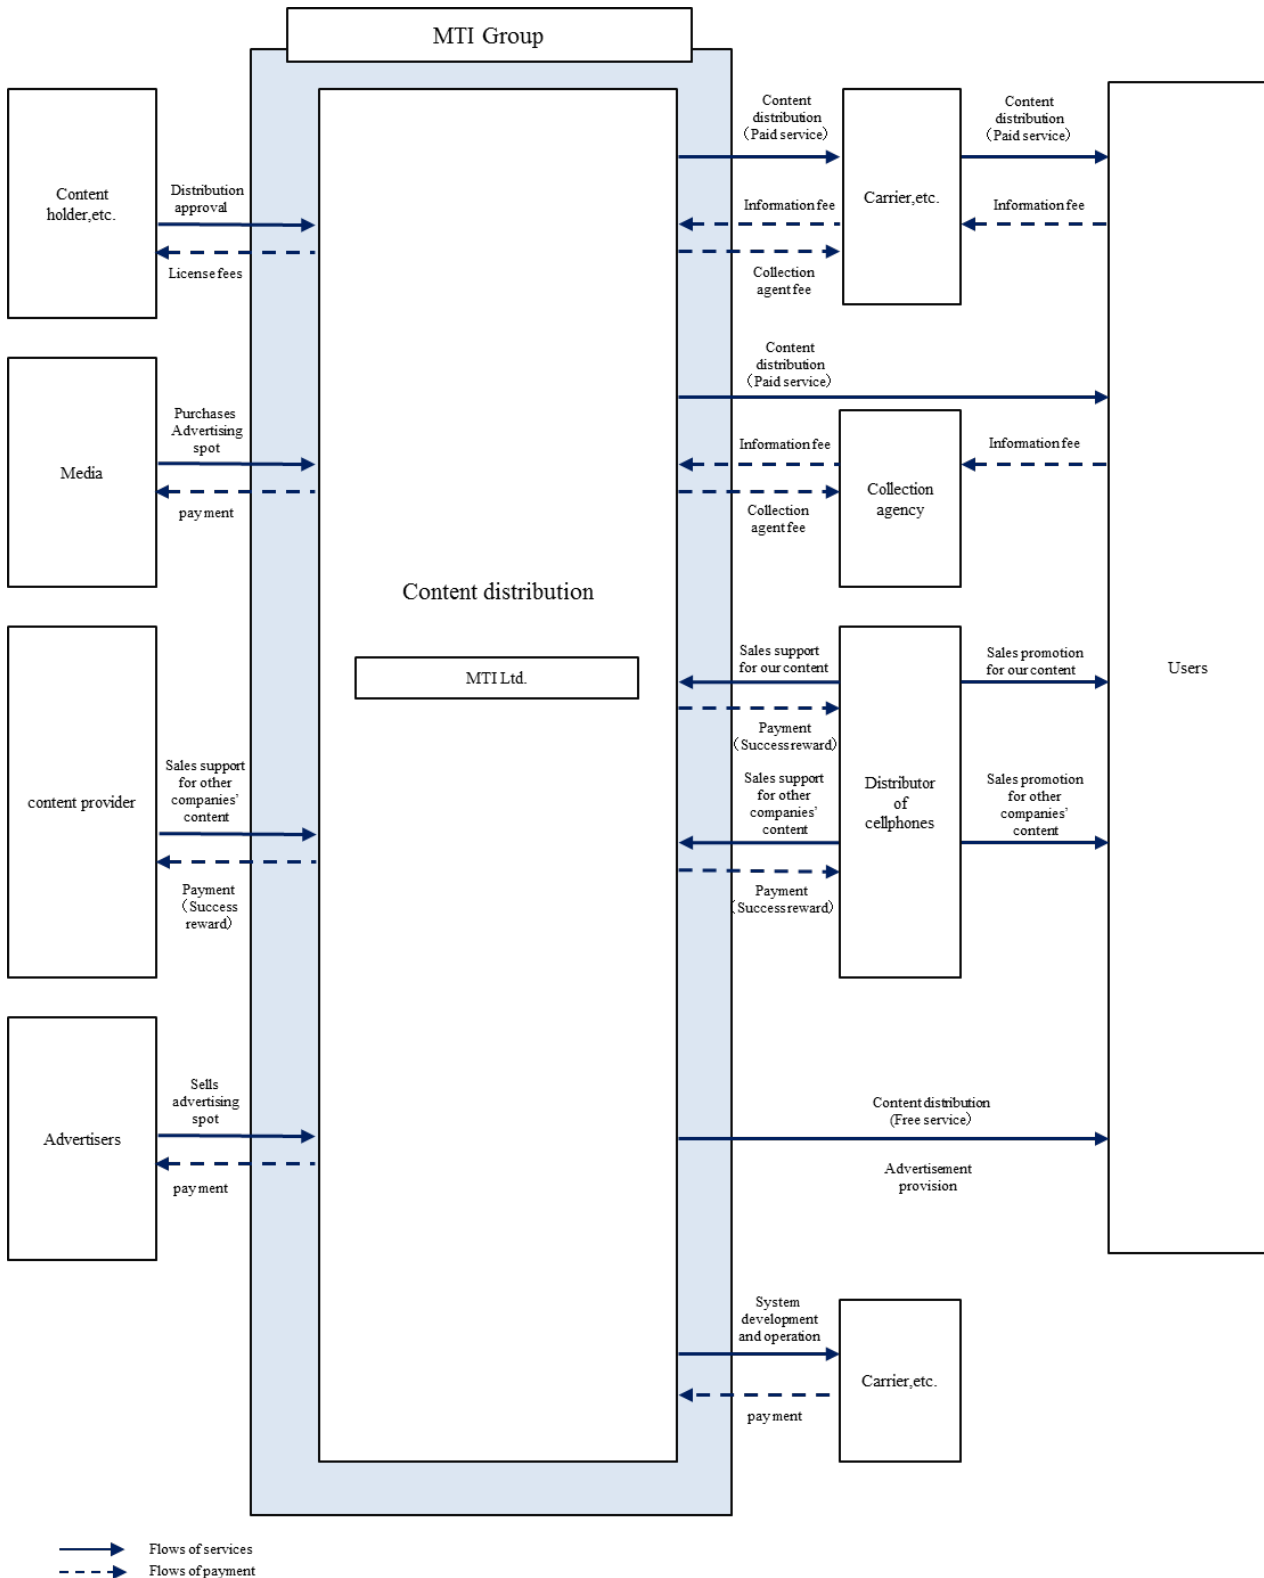 MTI Group
Content
holder,etc.
Distribution
approval
License fees
Content
distribution
(Paid service)
Information fee
Collection
agent fee
Carrier,etc.
Content
distribution
(Paid service)
Information fee
Media
Purchases
Advertising
spot
payment
Content
distribution
(Paid service)
Information fee
Collection
agent fee
Collection
agency
Information fee
Content distribution
MTI Ltd.
content provider
Sales support
for other
companies'
content
Payment
(Success
reward)
Sales support
for our content
Payment
(Success reward)
Sales support
for other
companies'
content
Payment
(Success reward)
Distributor
of
cellphones
Sales promotion
for our content
Sales promotion
for other
companies'
content
Users
Advertisers
Sells
advertising
spot
payment
Content distribution
(Free service)
Advertisement
provision
System
development
and operation
payment
Carrier,etc.
Flows of services
Flows of payment